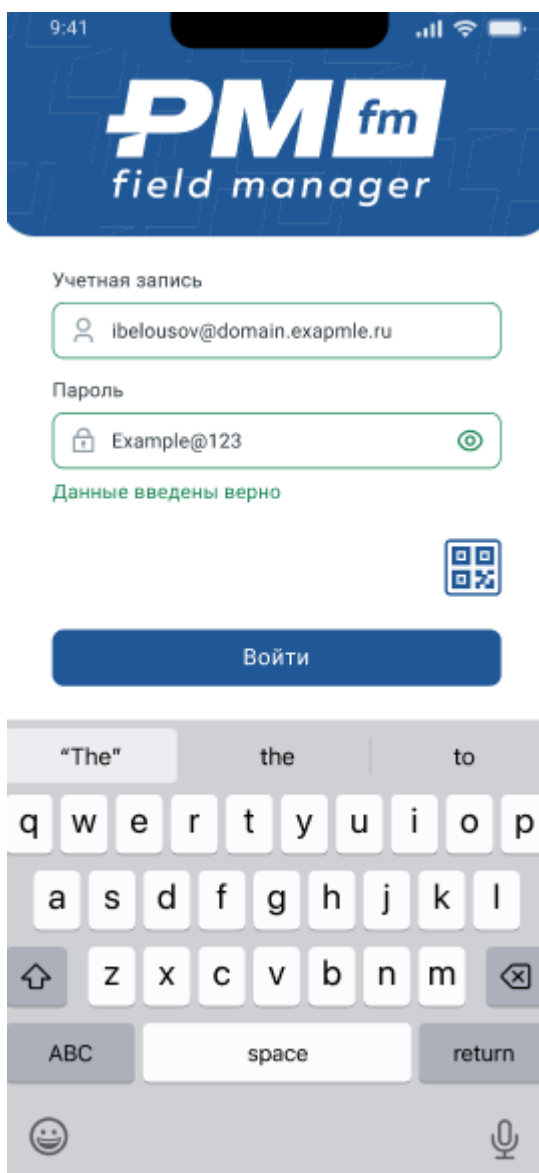 9:41
PM fm
field manager
Учетная запись
ibelousov@domain.exapmle.ru
Пароль
Example@123
Данные введены верно
Войти
“The” the to
q w e r t y u i o p
a s d f g h j k l
z x c v b n m
ABC space return